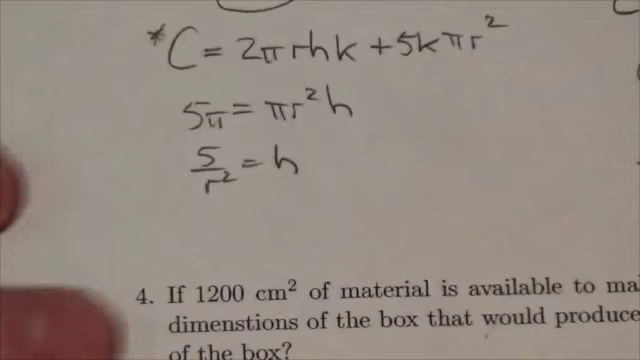 *C = 2πrhk + 5kπr²
5π = πr²h
5/r² = h
4. If 1200 cm² of material is available to
dimenstions of the box that would produce
of the box?